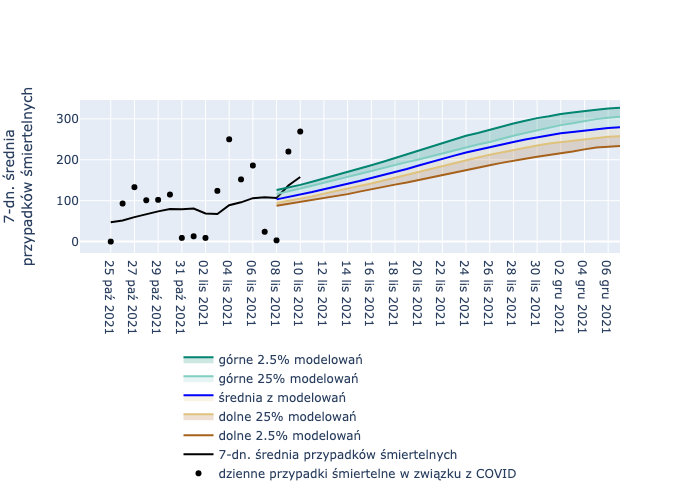 7-dn. średnia
przypadków śmiertelnych
300
200
100
0
25 paź 2021
27 paź 2021
29 paź 2021
31 paź 2021
02 lis 2021
04 lis 2021
06 lis 2021
08 lis 2021
10 lis 2021
12 lis 2021
14 lis 2021
16 lis 2021
18 lis 2021
20 lis 2021
22 lis 2021
24 lis 2021
26 lis 2021
28 lis 2021
30 lis 2021
02 gru 2021
04 gru 2021
06 gru 2021
górne 2.5% modelowań
górne 25% modelowań
średnia z modelowań
dolne 25% modelowań
dolne 2.5% modelowań
7-dn. średnia przypadków śmiertelnych
dzienne przypadki śmiertelne w związku z COVID